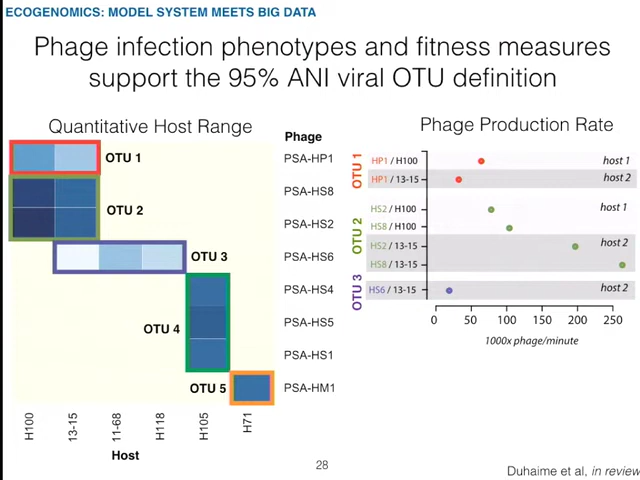 ECOGENOMICS: MODEL SYSTEM MEETS BIG DATA
Phage infection phenotypes and fitness measures
support the 95% ANI viral OTU definition
Quantitative Host Range
Phage
OTU 1
PSA-HP1
PSA-HS8
OTU 2
PSA-HS2
OTU 3
PSA-HS6
PSA-HS4
OTU 4
PSA-HS5
PSA-HS1
OTU 5
PSA-HM1
H100
13-15
11-68
H118
H105
H71
Host
Phage Production Rate
OTU 1
HP1 / H100
host 1
HP1 / 13-15
host 2
OTU 2
HS2 / H100
host 1
HS8 / H100
HS2 / 13-15
host 2
HS8 / 13-15
OTU 3
HS6 / 13-15
host 2
0 50 100 150 200 250
1000x phage/minute
28
Duhaime et al, in review